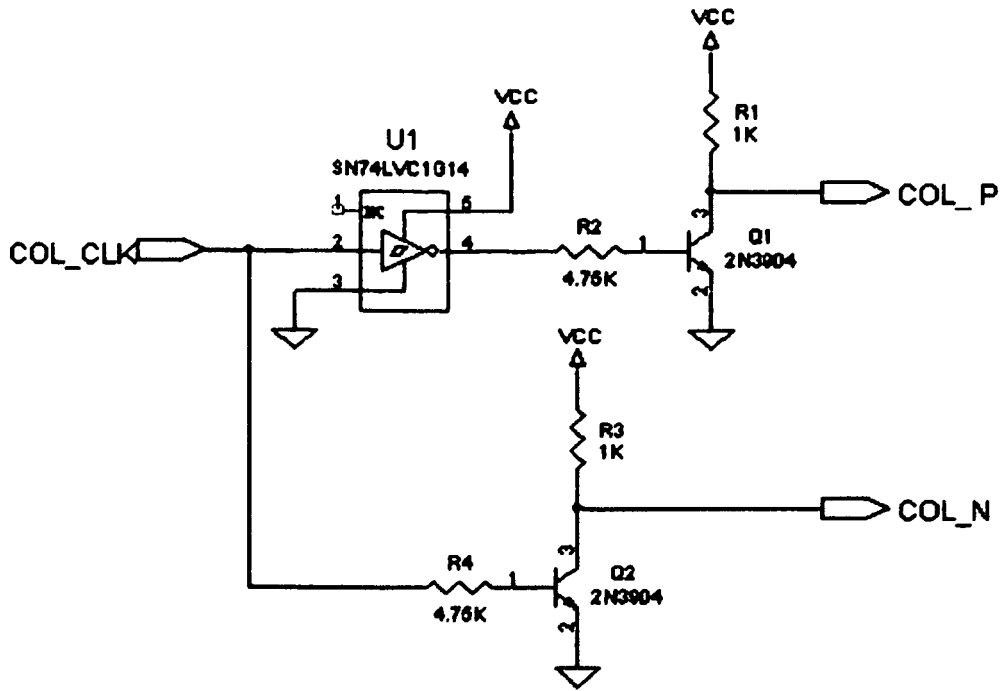 VCC
R1
1K
VCC
U1
SN74LVC1G14
1
NC
5
COL_CLK
2
4
3
R2
4.75K
1
3
Q1
2N3904
2
COL_P
VCC
R3
1K
COL_N
R4
4.75K
1
3
Q2
2N3904
2